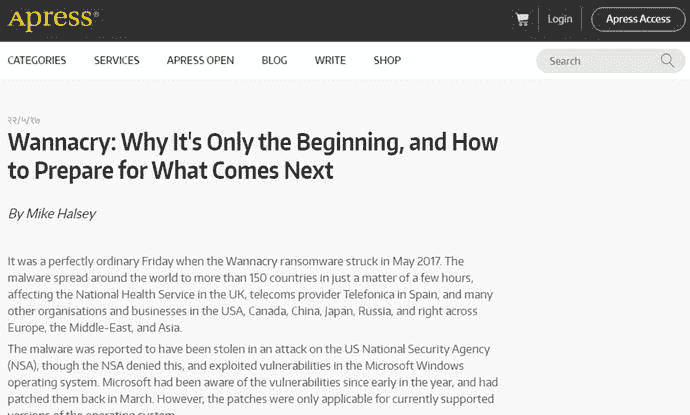 Apress®
Login
Apress Access
CATEGORIES SERVICES APRESS OPEN BLOG WRITE SHOP
Search
२२/५/१७
Wannacry: Why It's Only the Beginning, and How
to Prepare for What Comes Next
By Mike Halsey
It was a perfectly ordinary Friday when the Wannacry ransomware struck in May 2017. The
malware spread around the world to more than 150 countries in just a matter of a few hours,
affecting the National Health Service in the UK, telecoms provider Telefonica in Spain, and many
other organisations and businesses in the USA, Canada, China, Japan, Russia, and right across
Europe, the Middle-East, and Asia.
The malware was reported to have been stolen in an attack on the US National Security Agency
(NSA), though the NSA denied this, and exploited vulnerabilities in the Microsoft Windows
operating system. Microsoft had been aware of the vulnerabilities since early in the year, and had
patched them back in March. However, the patches were only applicable for currently supported
versions of the operating system.